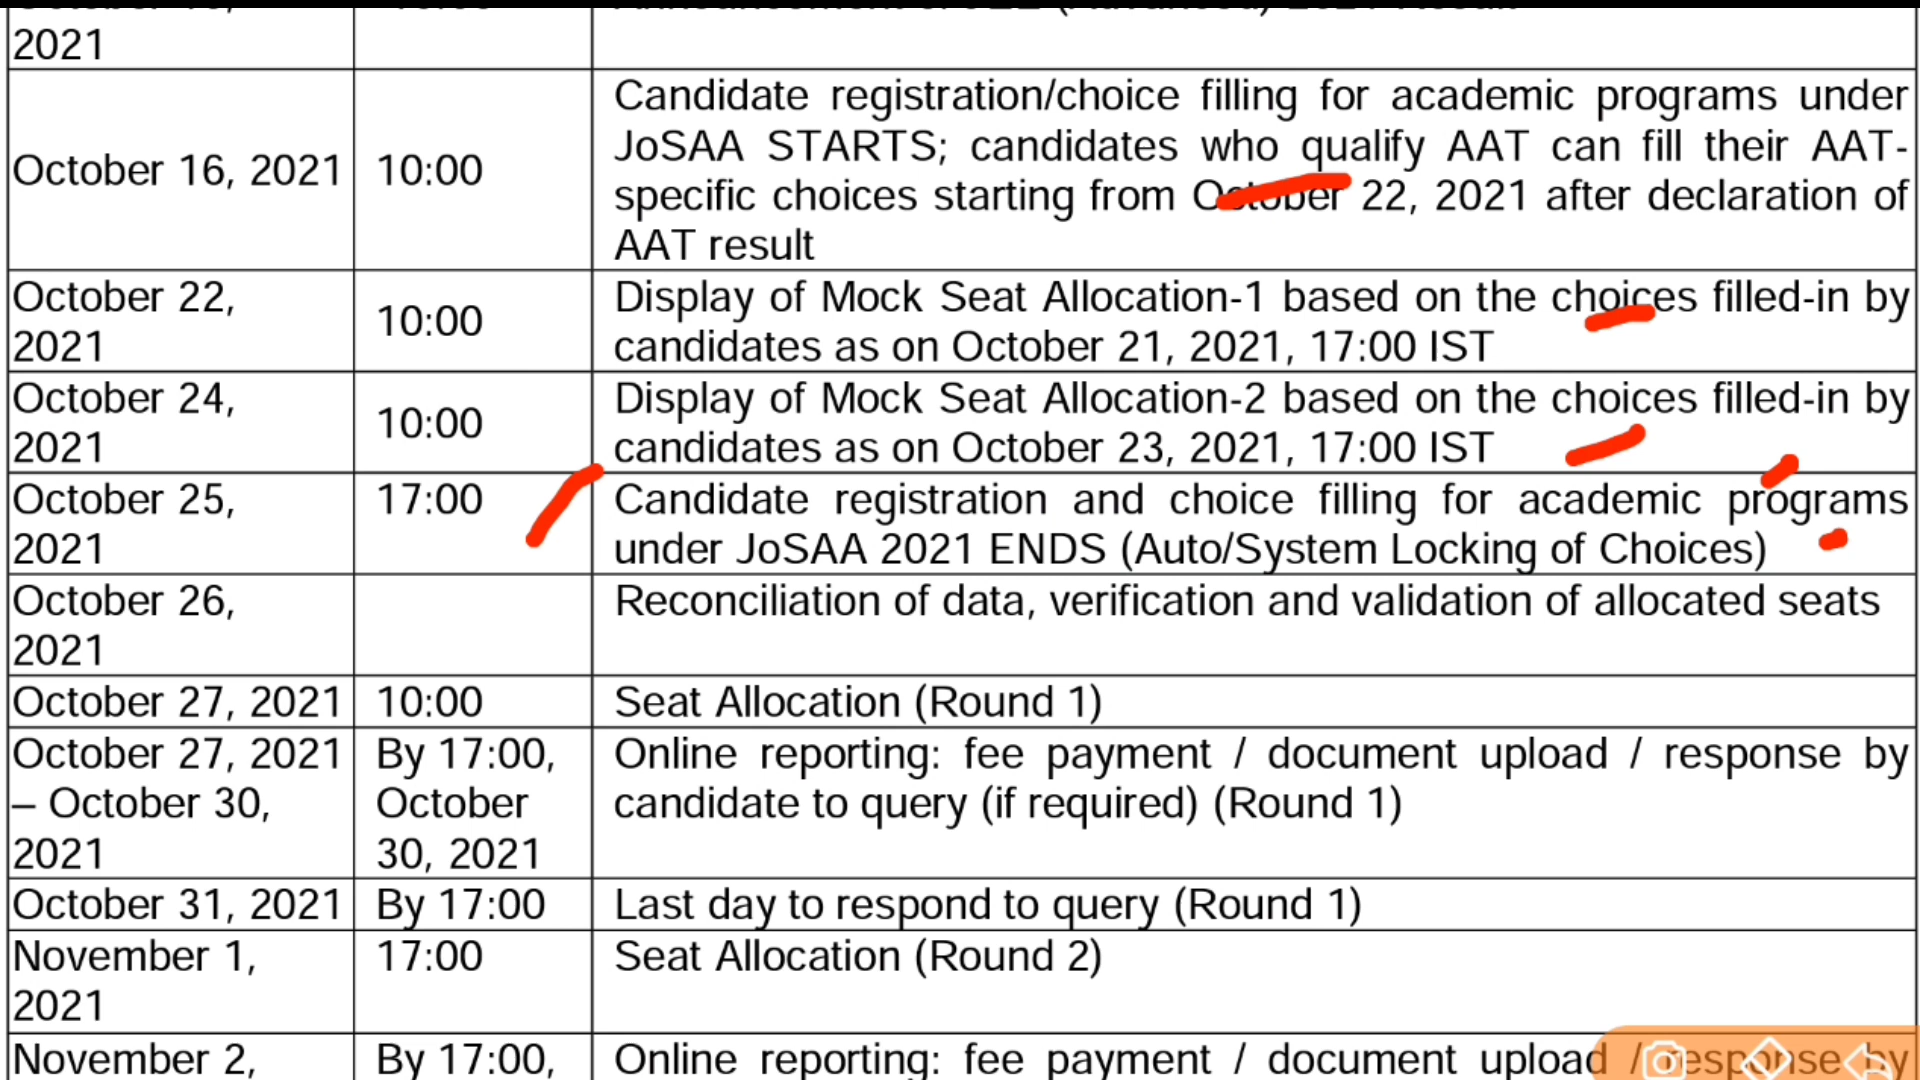 2021
October 16, 2021
10:00
Candidate registration/choice filling for academic programs under
JoSAA STARTS; candidates who qualify AAT can fill their AAT-
specific choices starting from October 22, 2021 after declaration of
AAT result
October 22,
2021
10:00
Display of Mock Seat Allocation-1 based on the choices filled-in by
candidates as on October 21, 2021, 17:00 IST
October 24,
2021
10:00
Display of Mock Seat Allocation-2 based on the choices filled-in by
candidates as on October 23, 2021, 17:00 IST
October 25,
2021
17:00
Candidate registration and choice filling for academic programs
under JoSAA 2021 ENDS (Auto/System Locking of Choices)
October 26,
2021
Reconciliation of data, verification and validation of allocated seats
October 27, 2021
10:00
Seat Allocation (Round 1)
October 27, 2021
– October 30,
2021
By 17:00,
October
30, 2021
Online reporting: fee payment / document upload / response by
candidate to query (if required) (Round 1)
October 31, 2021
By 17:00
Last day to respond to query (Round 1)
November 1,
2021
17:00
Seat Allocation (Round 2)
November 2,
By 17:00,
Online reporting: fee payment / document upload / response by